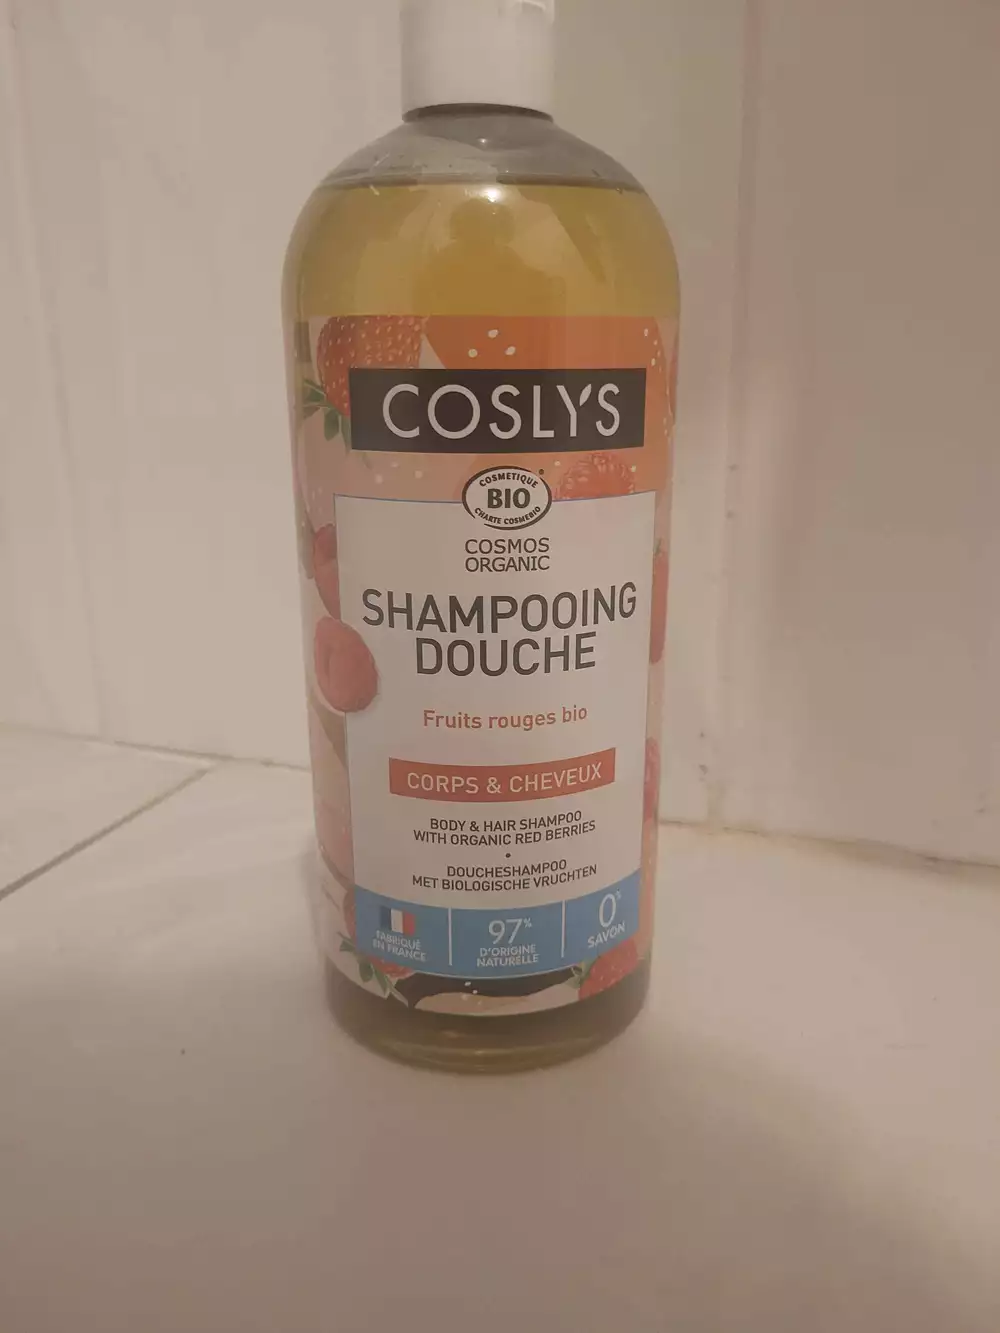 COSLY'S
COSMETIQUE
BIO
CHARTE COSMEBIO
COSMOS
ORGANIC
SHAMPOOING
DOUCHE
Fruits rouges bio
CORPS & CHEVEUX
BODY & HAIR SHAMPOO
WITH ORGANIC RED BERRIES
•
DOUCHESHAMPOO
MET BIOLOGISCHE VRUCHTEN
FABRIQUÉ
EN FRANCE
97%
D'ORIGINE
NATURELLE
0%
SAVON